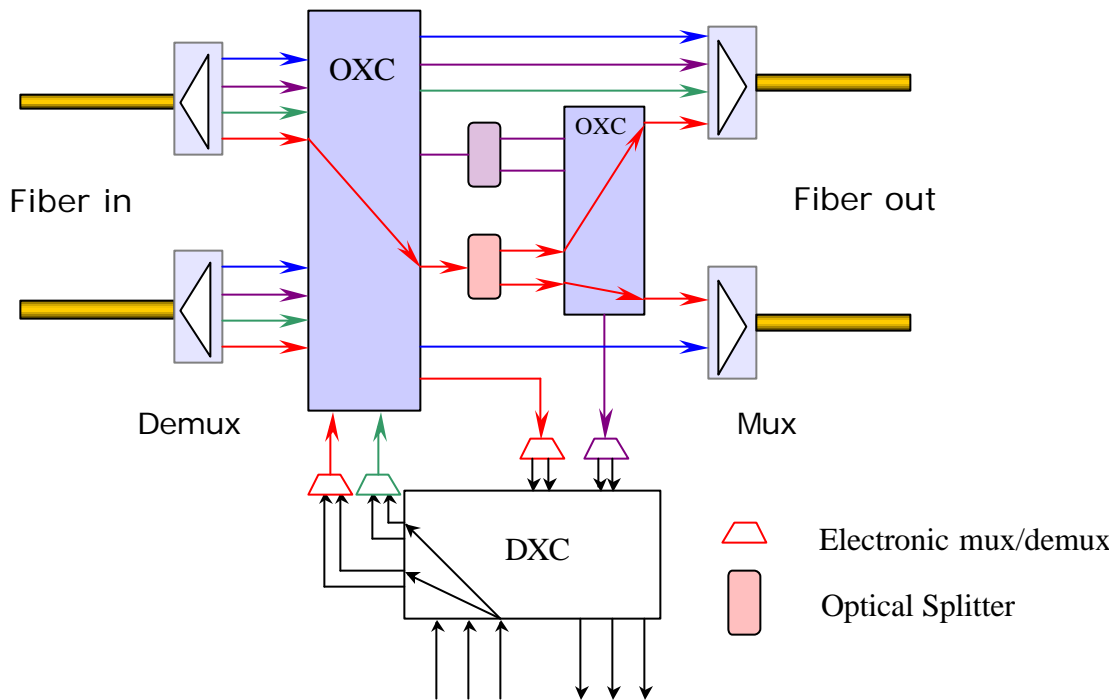 OXC
OXC
Fiber in
Fiber out
Demux
Mux
DXC
Electronic mux/demux
Optical Splitter